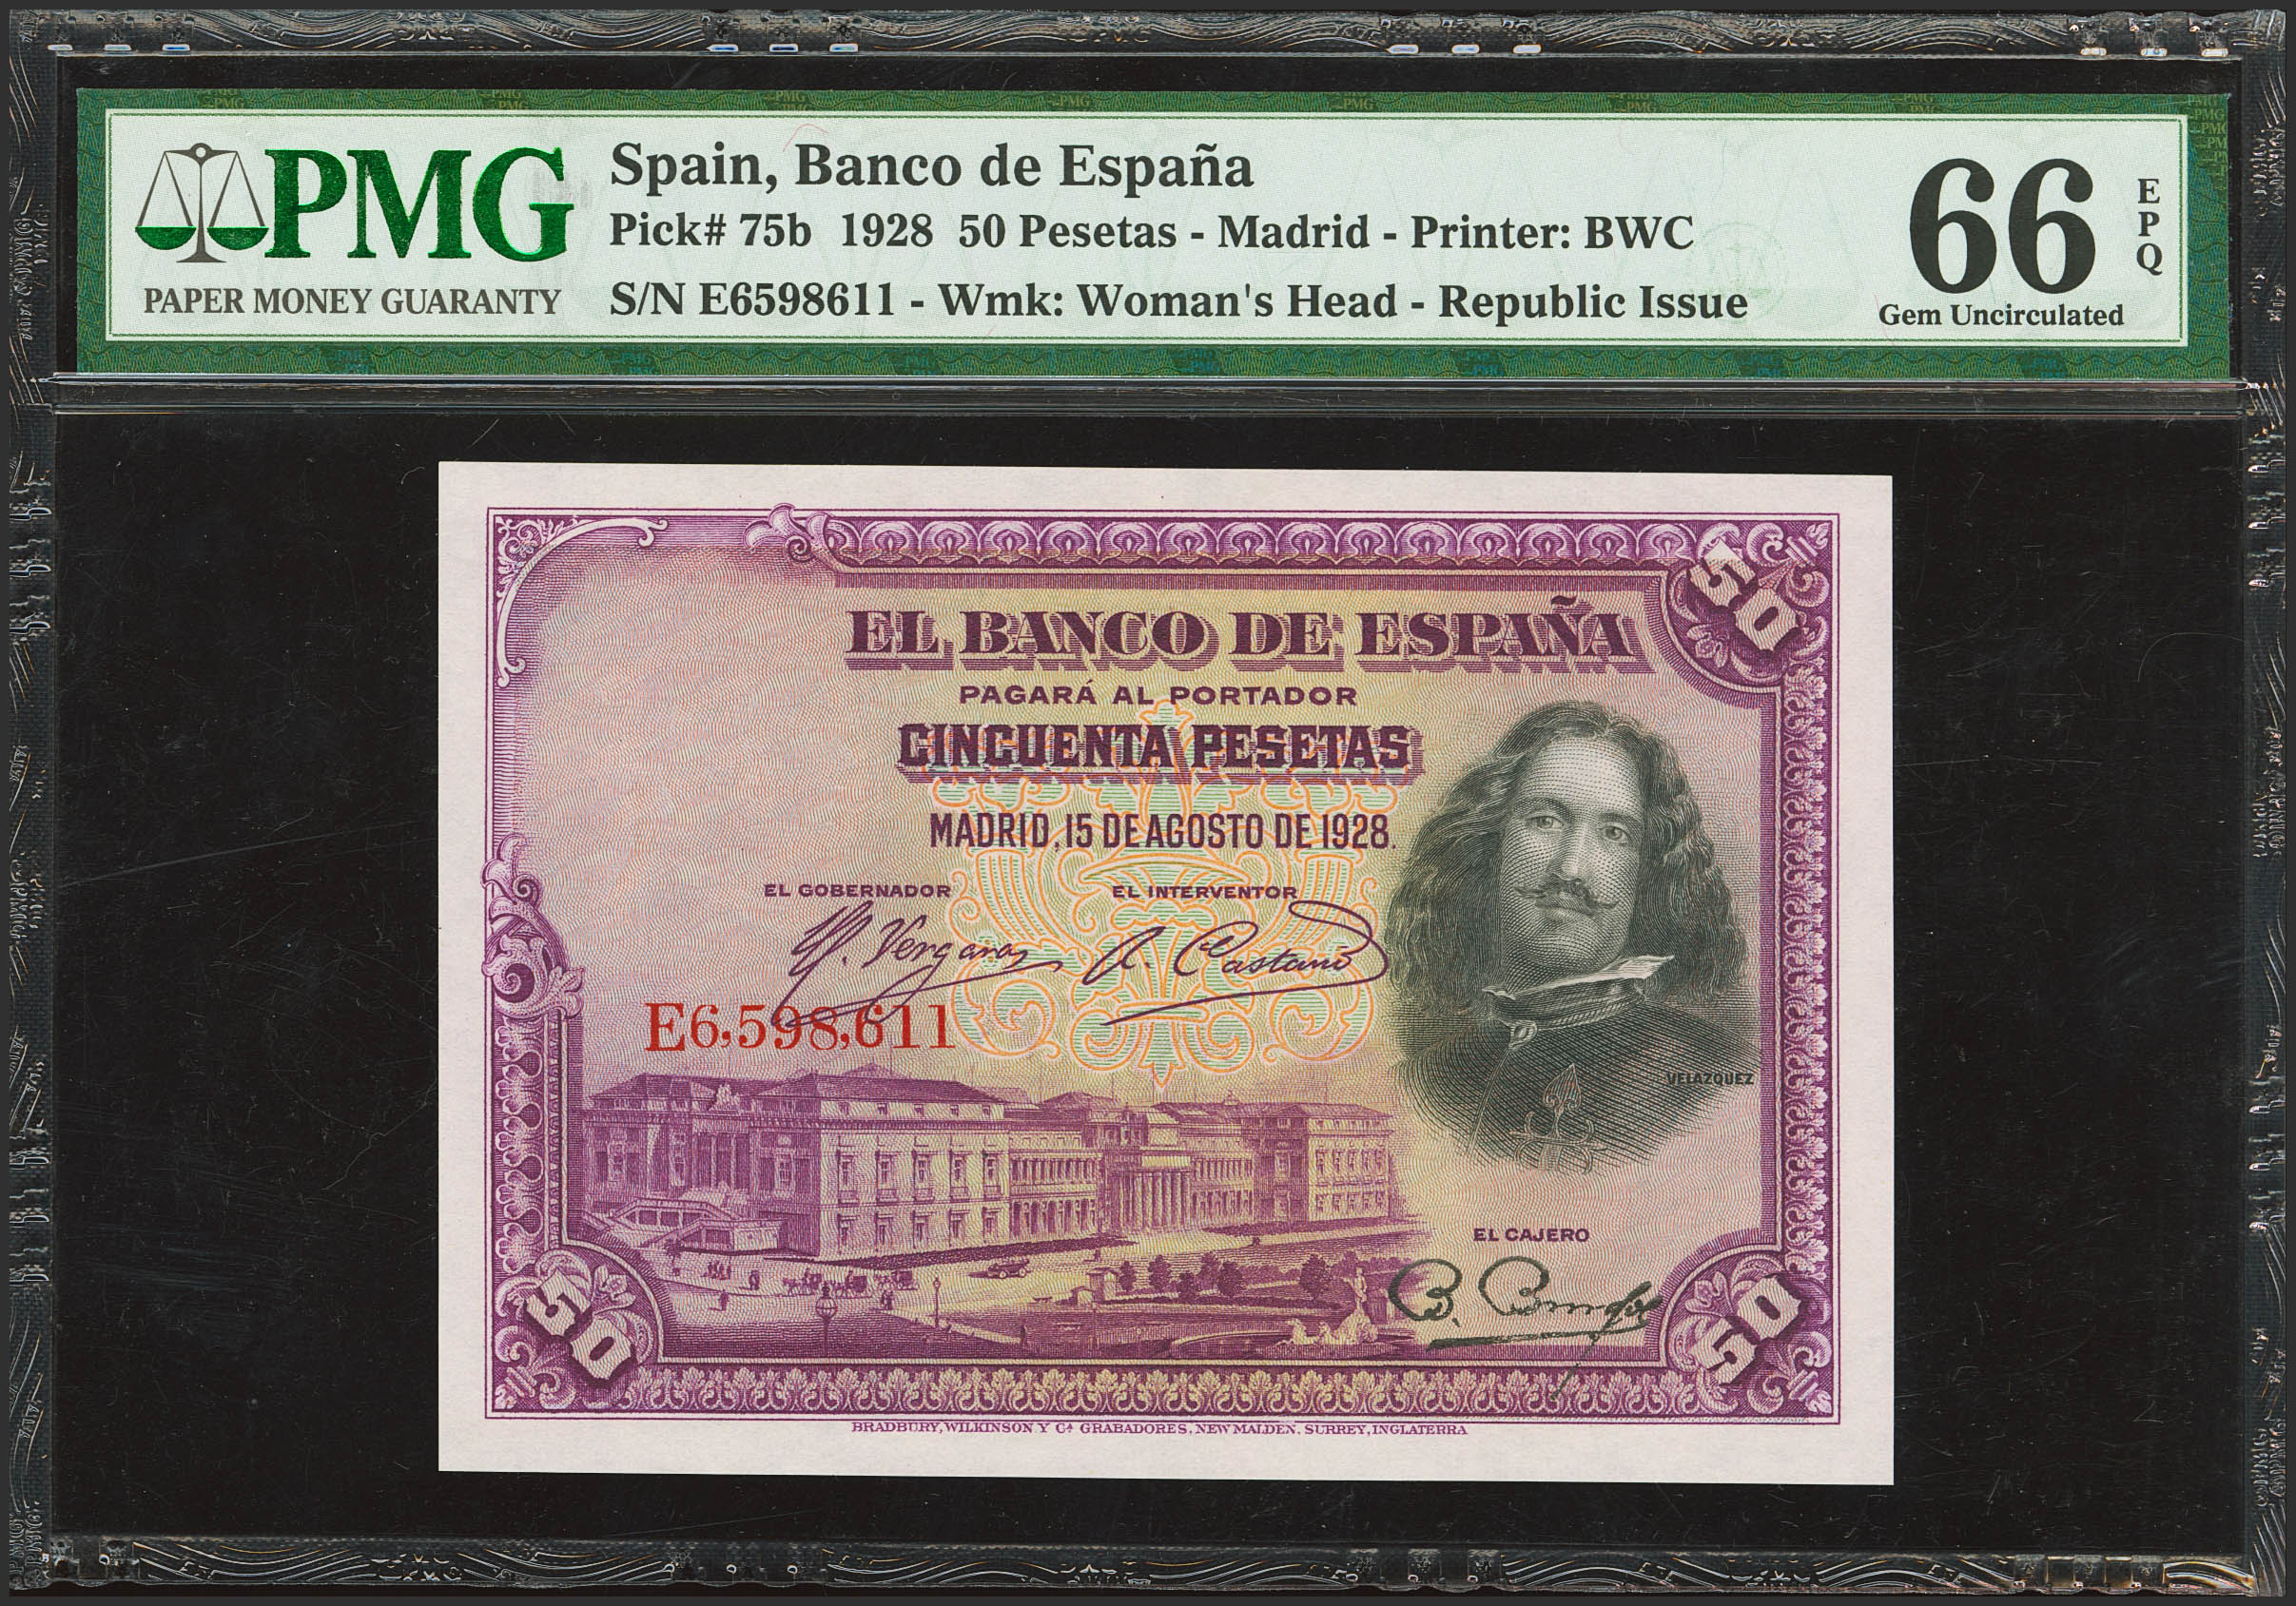 PMG
PAPER MONEY GUARANTY
Spain, Banco de España
Pick# 75b 1928 50 Pesetas - Madrid - Printer: BWC
S/N E6598611 - Wmk: Woman's Head - Republic Issue
66
EPQ
Gem Uncirculated
50
EL BANCO DE ESPAÑA
PAGARÁ AL PORTADOR
CINCUENTA PESETAS
MADRID, 15 DE AGOSTO DE 1928.
EL GOBERNADOR EL INTERVENTOR
Vergara A. Castaño
E6,598,611
VELAZQUEZ
EL CAJERO
50
50
BRADBURY, WILKINSON Y Cª GRABADORES, NEW MALDEN, SURREY, INGLATERRA